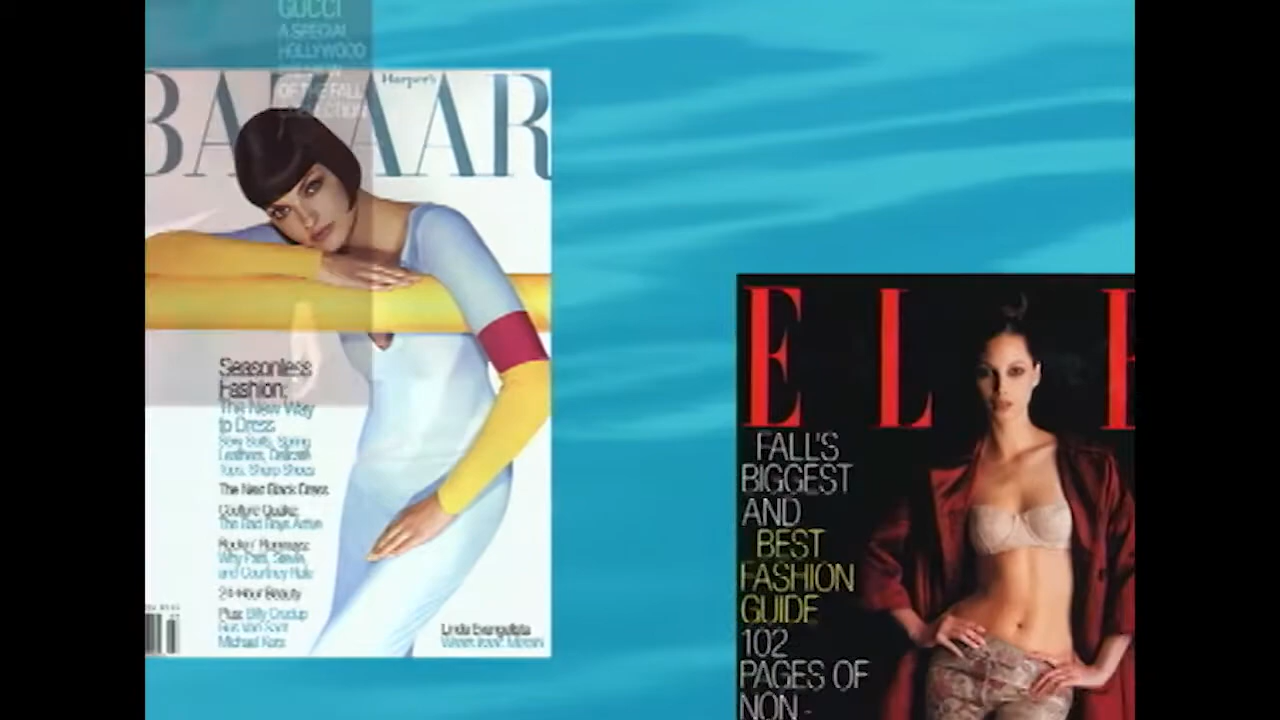 GUCCI
A SPECIAL
HOLLYWOOD
OF THE FALL
Harper's
BAZAAR
Seasonless
Fashion:
The New Way
to Dress
Sexy Suits, Spring
Leathers, Delicate
Tops, Sharp Shoes
The New Black Dress
Couture Quake:
The Bad Boys Arrive
Rockin' Runways:
Why Patti, Stevie,
and Courtney Rule
24-Hour Beauty
Plus: Billy Crudup
Gus Van Sant
Michael Kors
Linda Evangelista
ELLE
FALL'S
BIGGEST
AND
BEST
FASHION
GUIDE
102
PAGES OF
NON-